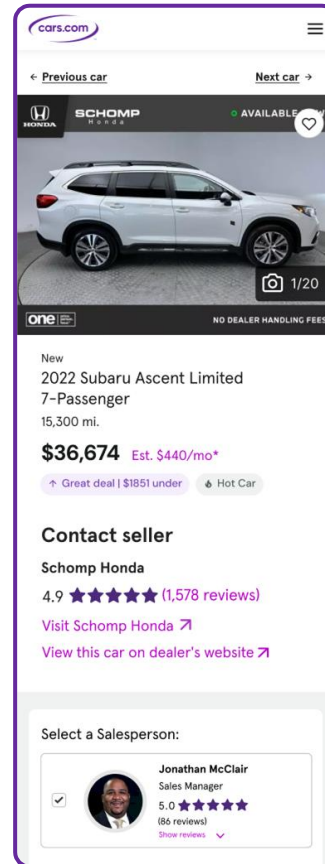 cars.com
← Previous car
Next car →
HONDA
SCHOMP
Honda
AVAILABLE
1/20
one
NO DEALER HANDLING FEES
New
2022 Subaru Ascent Limited
7-Passenger
15,300 mi.
$36,674 Est. $440/mo*
↑ Great deal | $1851 under
Hot Car
Contact seller
Schomp Honda
4.9 ★★★★★ (1,578 reviews)
Visit Schomp Honda ↗
View this car on dealer's website ↗
Select a Salesperson:
Jonathan McClair
Sales Manager
5.0 ★★★★★
(86 reviews)
Show reviews